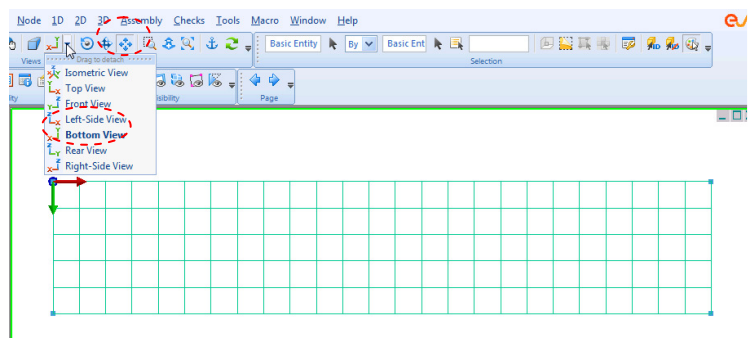 Node 1D 2D 3D Assembly Checks Tools Macro Window Help
Basic Entity By Basic Ent
Views Selection
Drag to detach
Isometric View
Top View
Front View
Left-Side View
Bottom View
Rear View
Right-Side View
Page